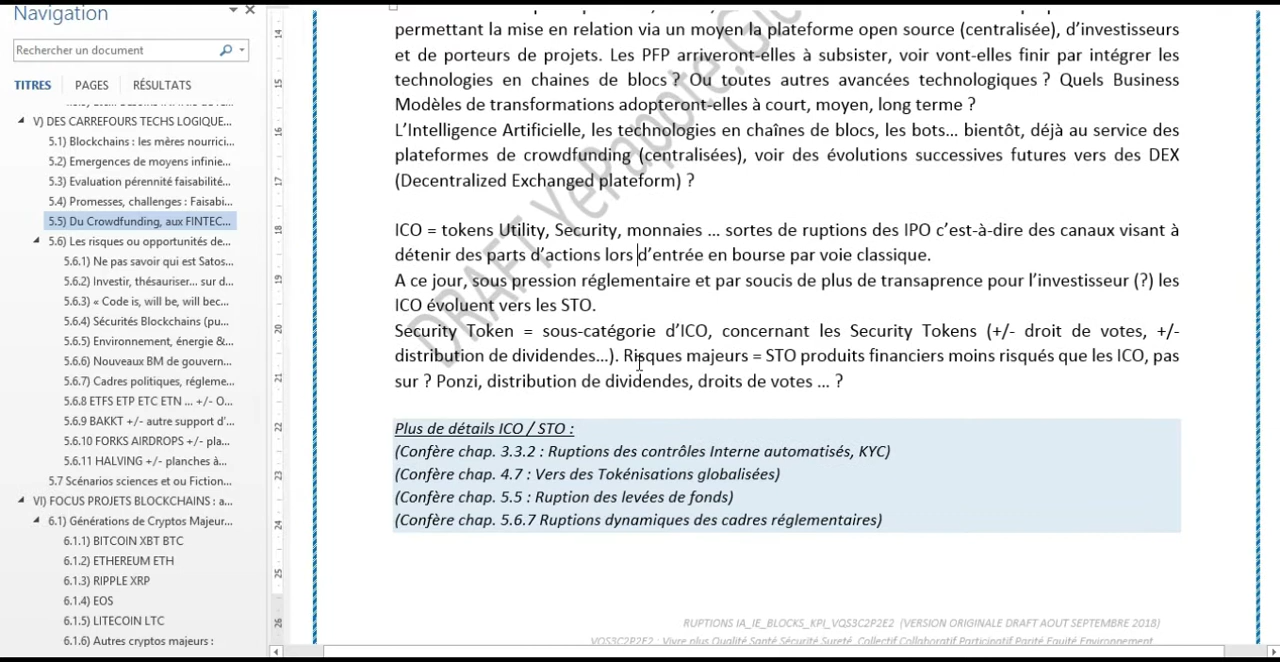 Navigation
Rechercher un document
TITRES PAGES RÉSULTATS
V) DES CARREFOURS TECHS LOGIQUE...
5.1) Blockchains : les mères nourrici...
5.2) Emergences de moyens infinie...
5.3) Evaluation pérennité faisabilité...
5.4) Promesses, challenges : Faisabi...
5.5) Du Crowdfunding, aux FINTEC...
5.6) Les risques ou opportunités de...
5.6.1) Ne pas savoir qui est Satos...
5.6.2) Investir, thésauriser... sur d...
5.6.3) « Code is, will be, will bec...
5.6.4) Sécurités Blockchains (pu...
5.6.5) Environnement, énergie &...
5.6.6) Nouveaux BM de gouvern...
5.6.7) Cadres politiques, régleme...
5.6.8 ETFS ETP ETC ETN ... +/- O...
5.6.9 BAKKT +/- autre support d'...
5.6.10 FORKS AIRDROPS +/- pla...
5.6.11 HALVING +/- planches à...
5.7 Scénarios sciences et ou Fiction...
VI) FOCUS PROJETS BLOCKCHAINS : a...
6.1) Générations de Cryptos Majeur...
6.1.1) BITCOIN XBT BTC
6.1.2) ETHEREUM ETH
6.1.3) RIPPLE XRP
6.1.4) EOS
6.1.5) LITECOIN LTC
6.1.6) Autres cryptos majeurs :
14
15
16
17
18
19
20
21
22
23
24
25
26
permettant la mise en relation via un moyen la plateforme open source (centralisée), d'investisseurs
et de porteurs de projets. Les PFP arriveront-elles à subsister, voir vont-elles finir par intégrer les
technologies en chaines de blocs ? Ou toutes autres avancées technologiques ? Quels Business
Modèles de transformations adopteront-elles à court, moyen, long terme ?
L'Intelligence Artificielle, les technologies en chaînes de blocs, les bots... bientôt, déjà au service des
plateformes de crowdfunding (centralisées), voir des évolutions successives futures vers des DEX
(Decentralized Exchanged plateform) ?
ICO = tokens Utility, Security, monnaies ... sortes de ruptions des IPO c'est-à-dire des canaux visant à
détenir des parts d'actions lors d'entrée en bourse par voie classique.
A ce jour, sous pression réglementaire et par soucis de plus de transaprence pour l'investisseur (?) les
ICO évoluent vers les STO.
Security Token = sous-catégorie d'ICO, concernant les Security Tokens (+/- droit de votes, +/-
distribution de dividendes...). Risques majeurs = STO produits financiers moins risqués que les ICO, pas
sur ? Ponzi, distribution de dividendes, droits de votes ... ?
Plus de détails ICO / STO :
(Confère chap. 3.3.2 : Ruptions des contrôles Interne automatisés, KYC)
(Confère chap. 4.7 : Vers des Tokénisations globalisées)
(Confère chap. 5.5 : Ruption des levées de fonds)
(Confère chap. 5.6.7 Ruptions dynamiques des cadres réglementaires)
RUPTIONS IA_IE_BLOCKS_KPI_VQS3C2P2E2 (VERSION ORIGINALE DRAFT AOUT SEPTEMBRE 2018)
VQS3C2P2E2 : Vivre plus Qualité Santé Sécurité Sureté, Collectif Collaboratif Participatif Parité Equité Environnement
DRAFT YePappote